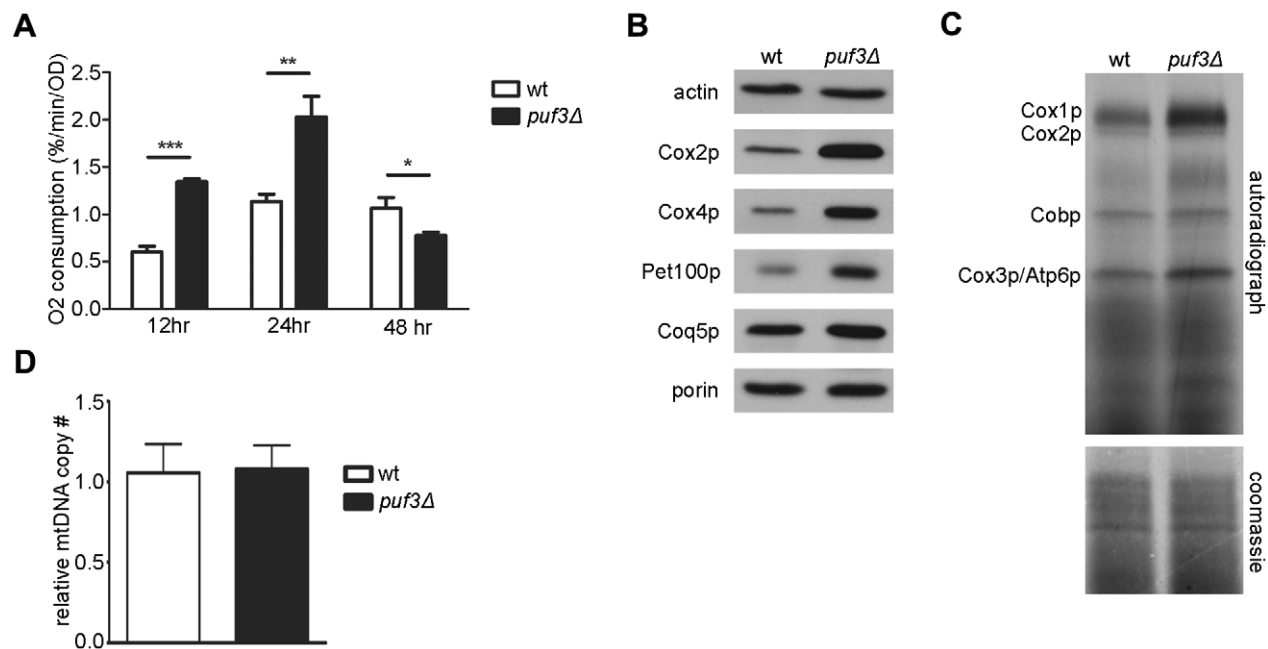 A
O2 consumption (%/min/OD)
2.5
2.0
1.5
1.0
0.5
0.0
***
**
*
12hr
24hr
48 hr
wt
puf3Δ
B
wt
puf3Δ
actin
Cox2p
Cox4p
Pet100p
Coq5p
porin
C
wt
puf3Δ
Cox1p
Cox2p
Cobp
Cox3p/Atp6p
autoradiograph
coomassie
D
relative mtDNA copy #
1.5
1.0
0.5
0.0
wt
puf3Δ